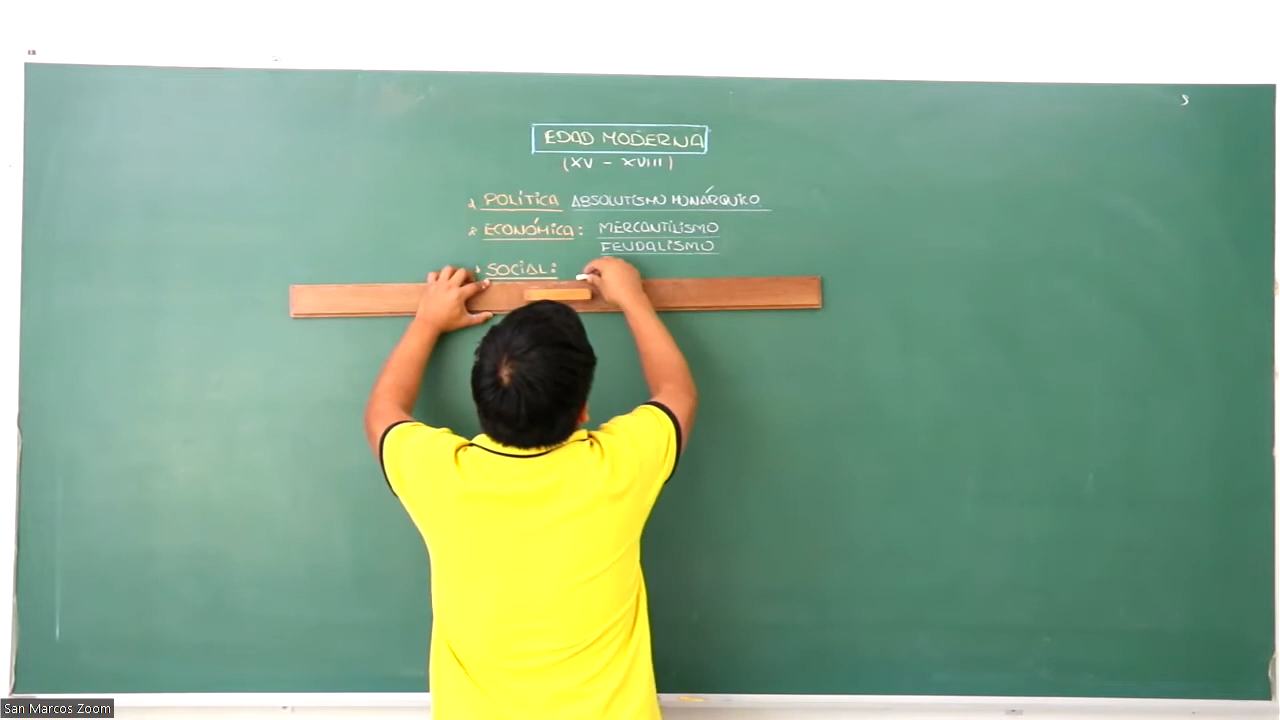 EDAD MODERNA
(XV - XVIII)
POLÍTICA ABSOLUTISMO MONÁRQUICO
ECONÓMICA: MERCANTILISMO
FEUDALISMO
SOCIAL:
San Marcos Zoom